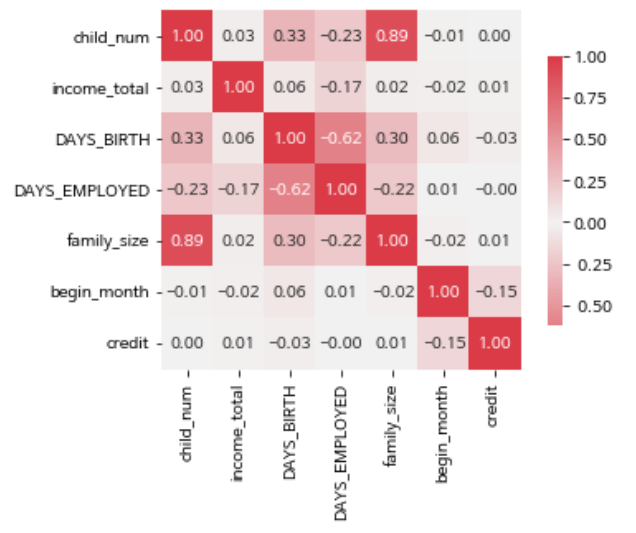 child_num 1.00 0.03 0.33 −0.23 0.89 −0.01 0.00
income_total 0.03 1.00 0.06 −0.17 0.02 −0.02 0.01
DAYS_BIRTH 0.33 0.06 1.00 −0.62 0.30 0.06 −0.03
DAYS_EMPLOYED −0.23 −0.17 −0.62 1.00 −0.22 0.01 −0.00
family_size 0.89 0.02 0.30 −0.22 1.00 −0.02 0.01
begin_month −0.01 −0.02 0.06 0.01 −0.02 1.00 −0.15
credit 0.00 0.01 −0.03 −0.00 0.01 −0.15 1.00
child_num
income_total
DAYS_BIRTH
DAYS_EMPLOYED
family_size
begin_month
credit
1.00
0.75
0.50
0.25
0.00
0.25
0.50